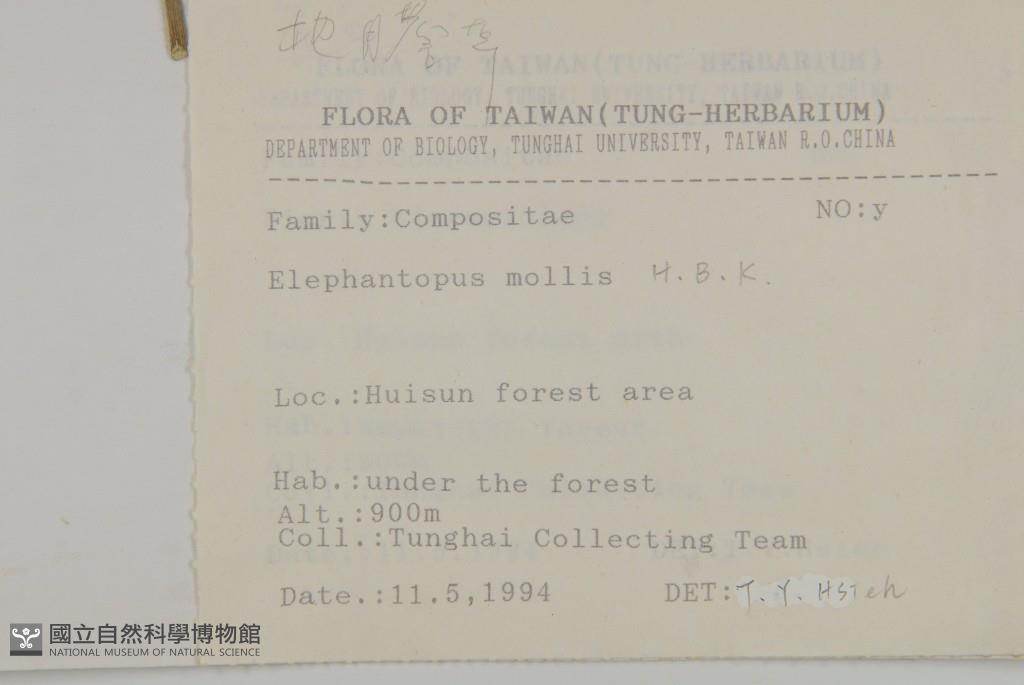 地胆草
FLORA OF TAIWAN(TUNG-HERBARIUM)
DEPARTMENT OF BIOLOGY, TUNGHAI UNIVERSITY, TAIWAN R.O.CHINA
Family:Compositae NO:y
Elephantopus mollis H.B.K.
Loc.:Huisun forest area
Hab.:under the forest
Alt.:900m
Coll.:Tunghai Collecting Team
Date.:11.5,1994 DET:T.Y. HSIeh
國立自然科學博物館
NATIONAL MUSEUM OF NATURAL SCIENCE